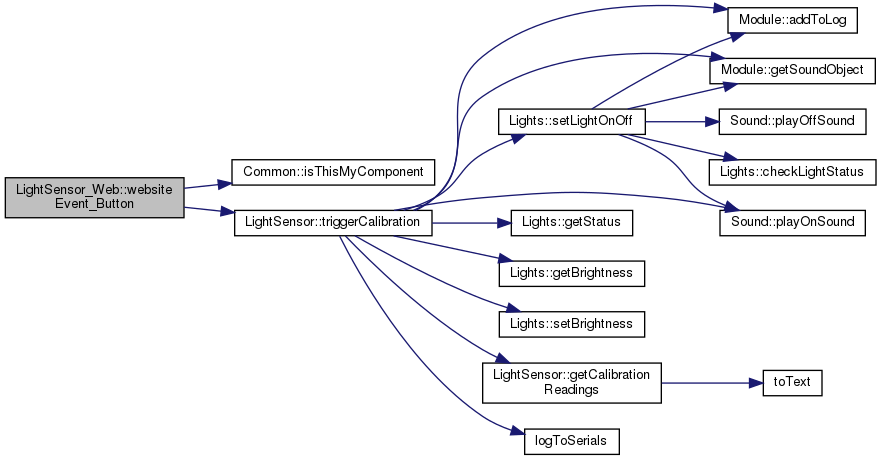 LightSensor_Web::website
Event_Button
Common::isThisMyComponent
LightSensor::triggerCalibration
Lights::setLightOnOff
Lights::getStatus
Lights::getBrightness
Lights::setBrightness
LightSensor::getCalibration
Readings
logToSerials
Module::addToLog
Module::getSoundObject
Sound::playOffSound
Lights::checkLightStatus
Sound::playOnSound
toText